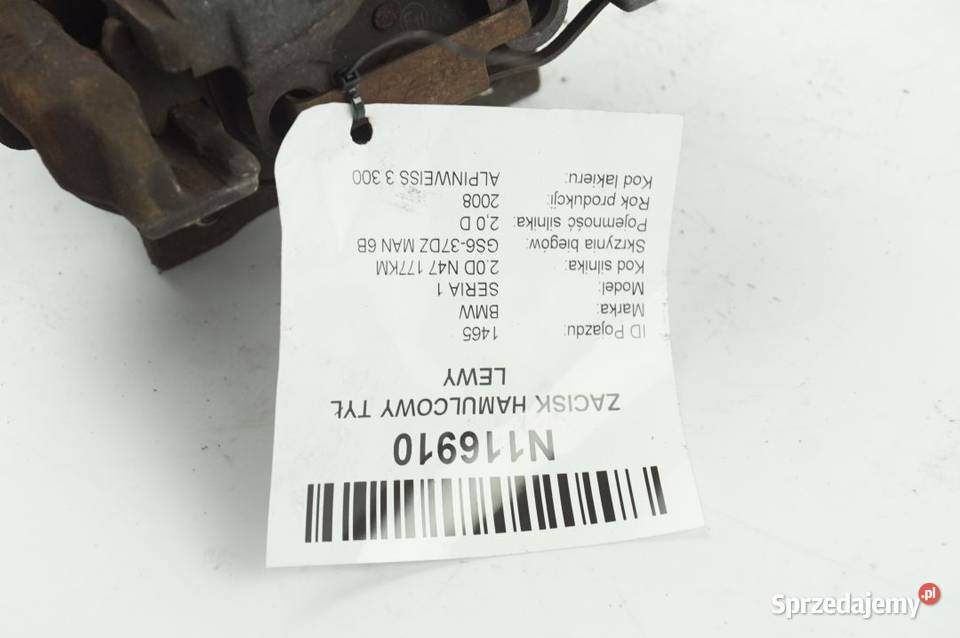 N116910
ZACISK HAMULCOWY TYŁ
LEWY
ID Pojazdu: 1465
Marka: BMW
Model: SERIA 1
Kod silnika: 2.0D N47 177KM
Skrzynia biegów: GS6-37DZ MAN 6B
Pojemność silnika: 2,0 D
Rok produkcji: 2008
Kod lakieru: ALPINWEISS 3 300
Sprzedajemy.pl